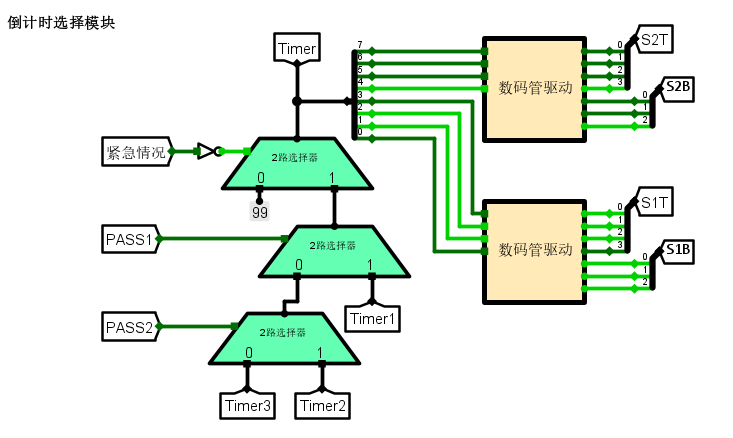 倒计时选择模块
Timer
7
6
5
4
3
2
1
0
数码管驱动
0
1
2
3
S2T
0
1
2
S2B
紧急情况
2路选择器
0
1
99
PASS1
2路选择器
0
1
Timer1
数码管驱动
0
1
2
3
S1T
0
1
2
S1B
PASS2
2路选择器
0
1
Timer3
Timer2